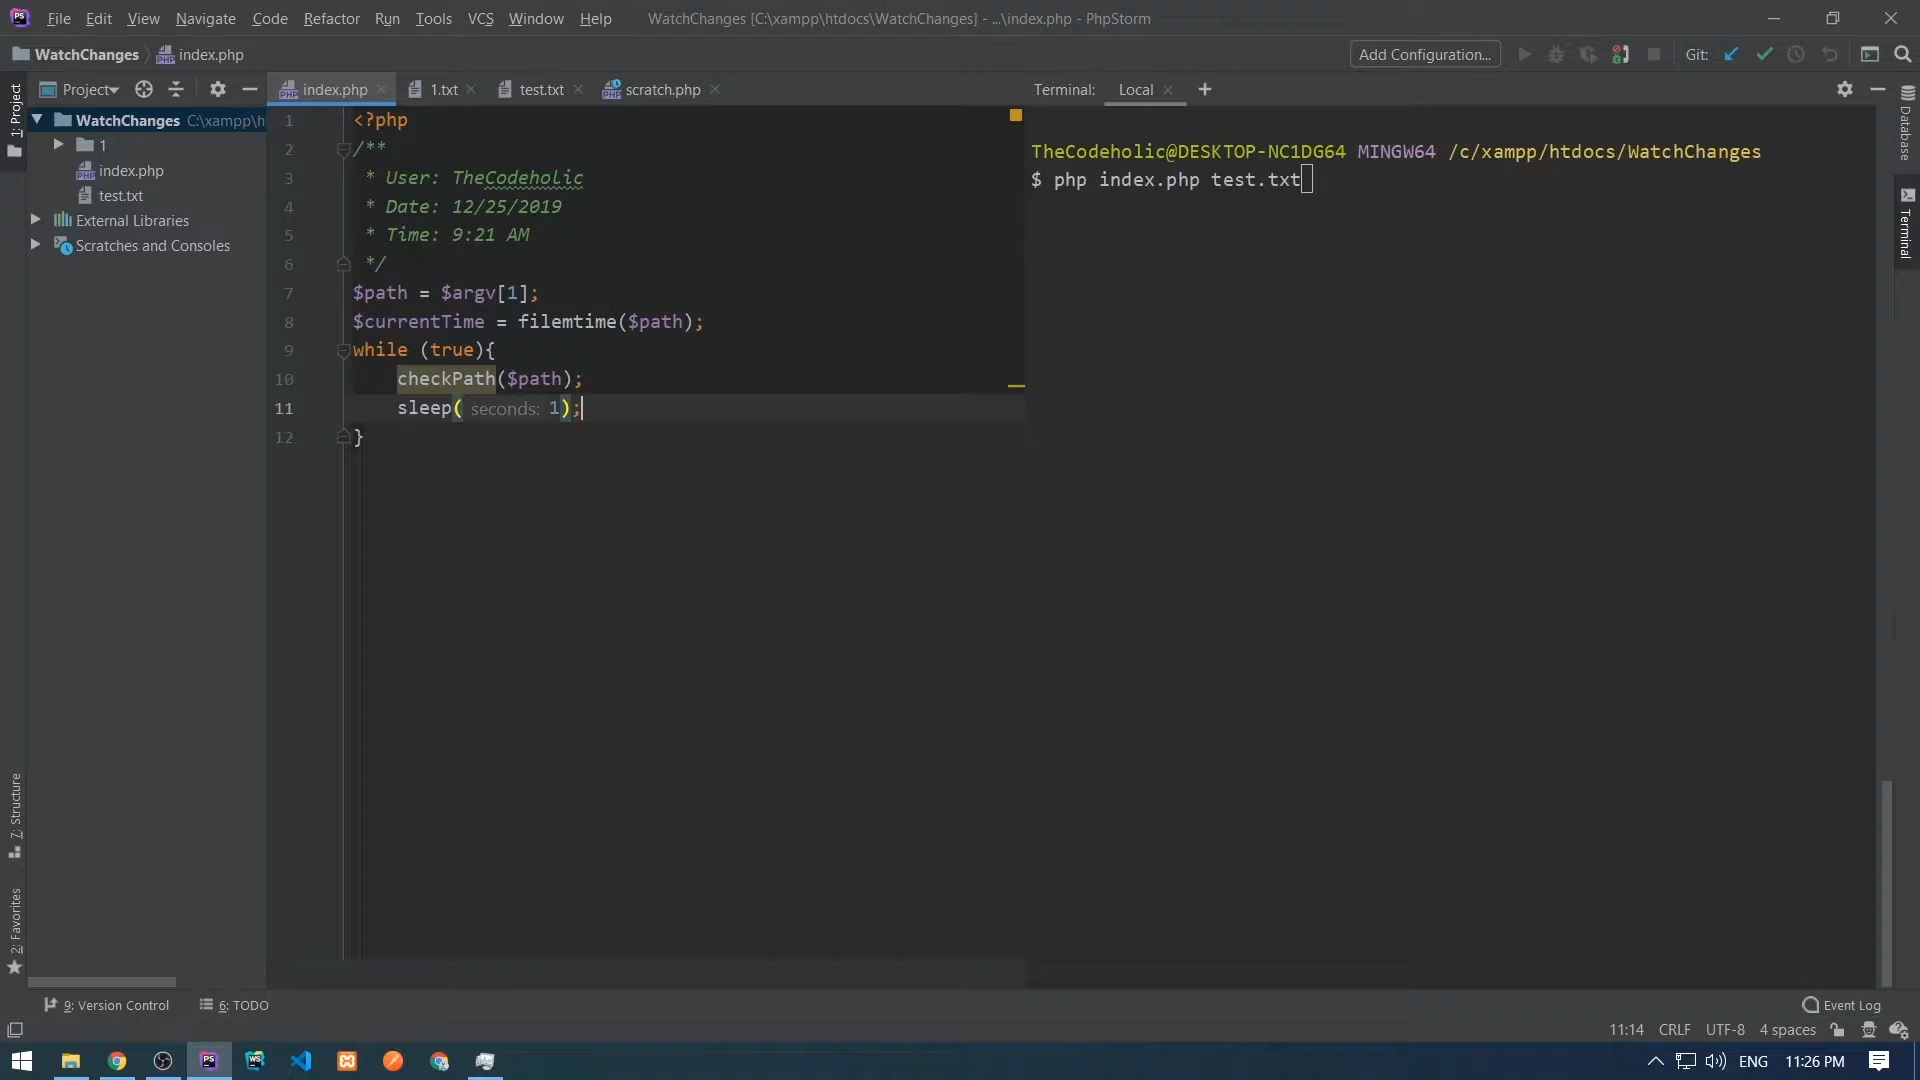 File Edit View Navigate Code Refactor Run Tools VCS Window Help WatchChanges [C:\xampp\htdocs\WatchChanges] - ...\index.php - PhpStorm
WatchChanges index.php Add Configuration... Git:
Project index.php 1.txt test.txt scratch.php Terminal: Local +
1: Project
WatchChanges C:\xampp\h
1
index.php
test.txt
External Libraries
Scratches and Consoles
1 <?php
2 /**
3 * User: TheCodeholic
4 * Date: 12/25/2019
5 * Time: 9:21 AM
6 */
7 $path = $argv[1];
8 $currentTime = filemtime($path);
9 while (true){
10 checkPath($path);
11 sleep( seconds: 1);
12 }
TheCodeholic@DESKTOP-NC1DG64 MINGW64 /c/xampp/htdocs/WatchChanges
$ php index.php test.txt
Database
Terminal
7: Structure
2: Favorites
9: Version Control 6: TODO Event Log
11:14 CRLF UTF-8 4 spaces
ENG 11:26 PM